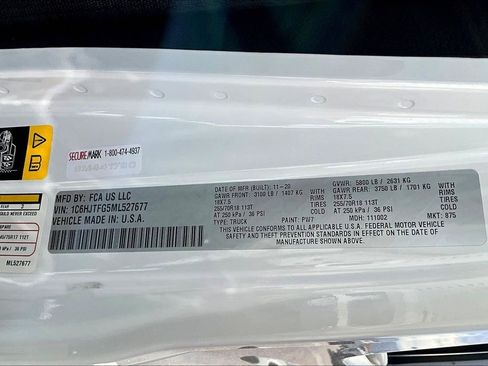 SECUREMARK 1-800-474-4937
MFD BY: FCA US LLC
VIN: 1C6HJTFG5ML527677
VEHICLE MADE IN: U.S.A.
DATE OF MFR (BUILT): 11-20
GAWR FRONT: 3100 LB / 1407 KG
18X7.5 RIMS
255/70R18 113T TIRES
AT 250 kPa / 36 PSI COLD
PAINT: PW7
GVWR: 5800 LB / 2631 KG
GAWR REAR: 3750 LB / 1701 KG
18X7.5 RIMS
255/70R18 113T TIRES
AT 250 kPa / 36 PSI COLD
MDH: 111002
MKT: 875
TYPE: TRUCK
THIS VEHICLE CONFORMS TO ALL APPLICABLE U.S.A. FEDERAL MOTOR VEHICLE
SAFETY AND THEFT PREVENTION STANDARDS IN EFFECT ON THE DATE OF
MANUFACTURE SHOWN ABOVE.
REAR 3
112T
36 PSI
ML527677